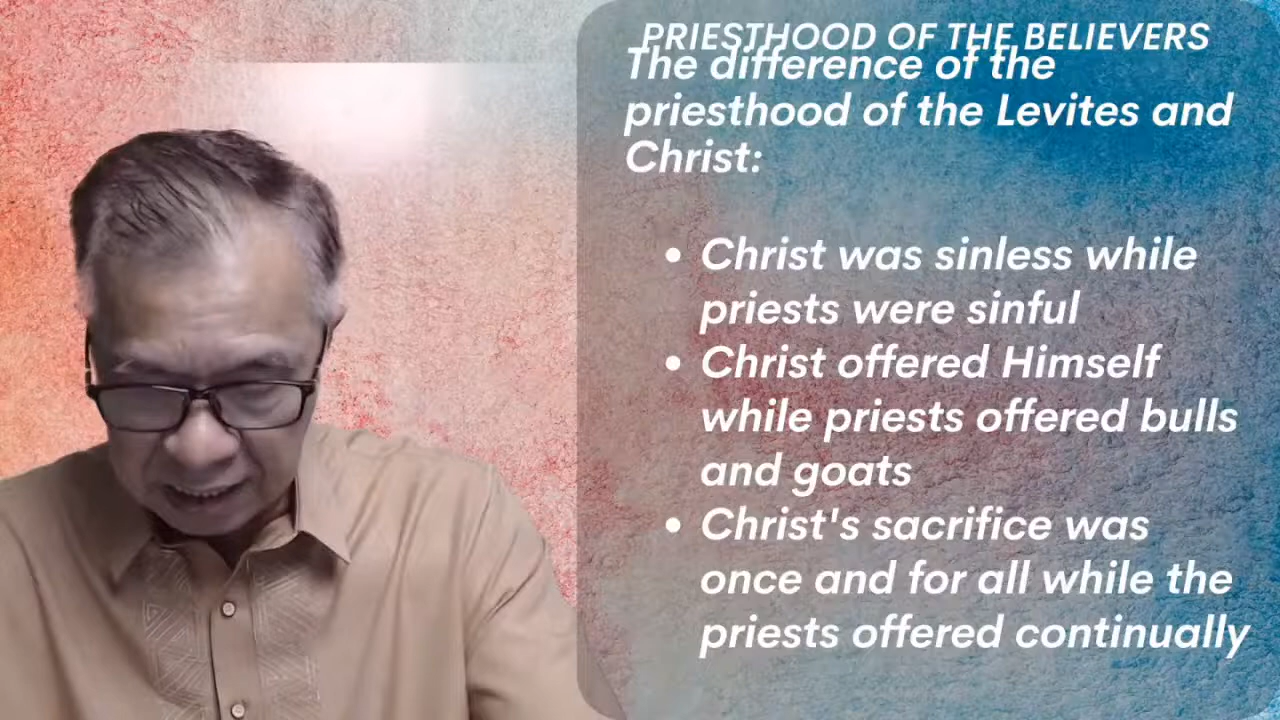 PRIESTHOOD OF THE BELIEVERS
The difference of the
priesthood of the Levites and
Christ:
• Christ was sinless while
priests were sinful
• Christ offered Himself
while priests offered bulls
and goats
• Christ's sacrifice was
once and for all while the
priests offered continually